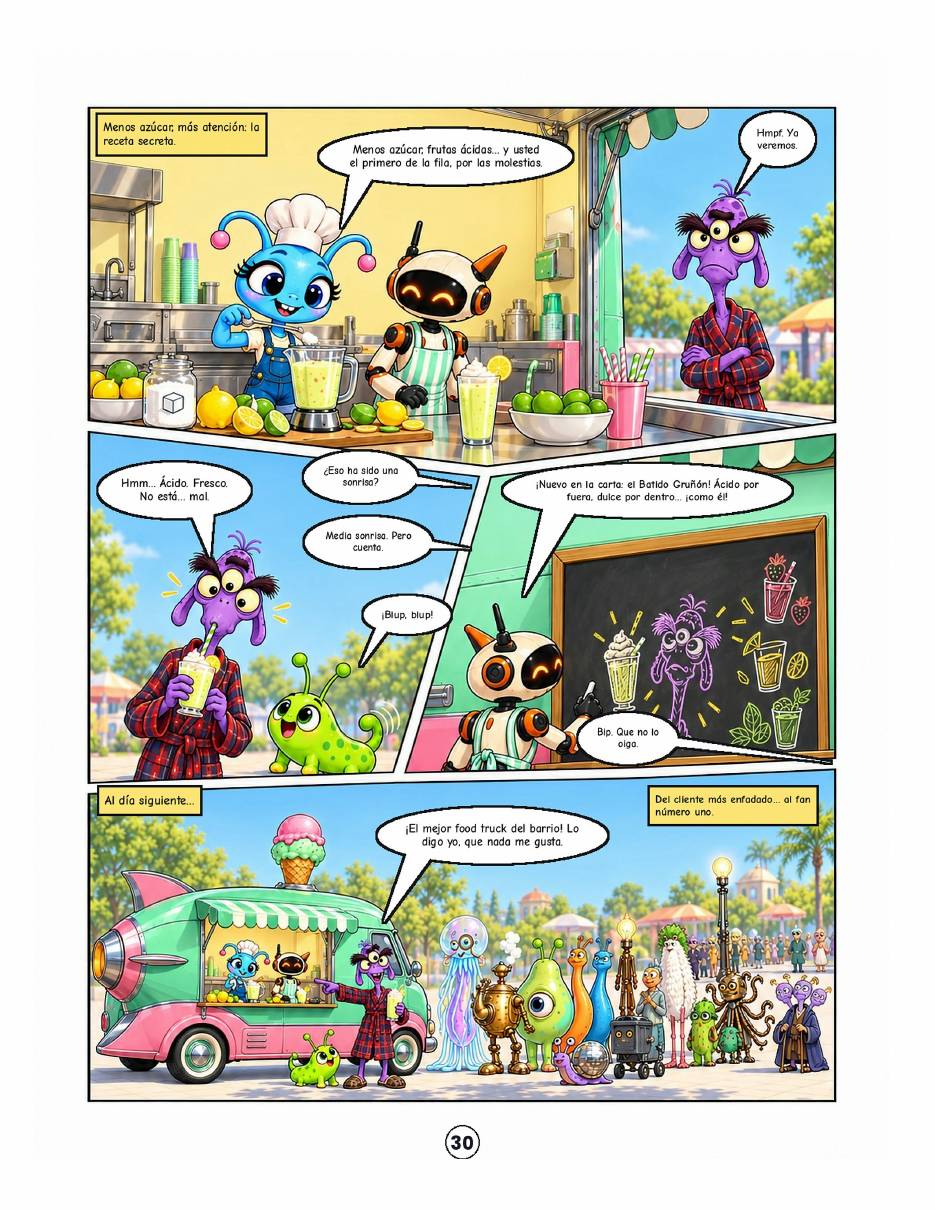 Menos azúcar, más atención: la
receta secreta.
Menos azúcar, frutas ácidas... y usted
el primero de la fila, por las molestias.
Hmpf. Ya
veremos.
Hmm... Ácido. Fresco.
No está... mal.
¿Eso ha sido una
sonrisa?
Media sonrisa. Pero
cuenta.
¡Blup, blup!
¡Nuevo en la carta: el Batido Gruñón! Ácido por
fuera, dulce por dentro... ¡como él!
Bip. Que no lo
oiga.
Al día siguiente...
Del cliente más enfadado... al fan
número uno.
¡El mejor food truck del barrio! Lo
digo yo, que nada me gusta.
30